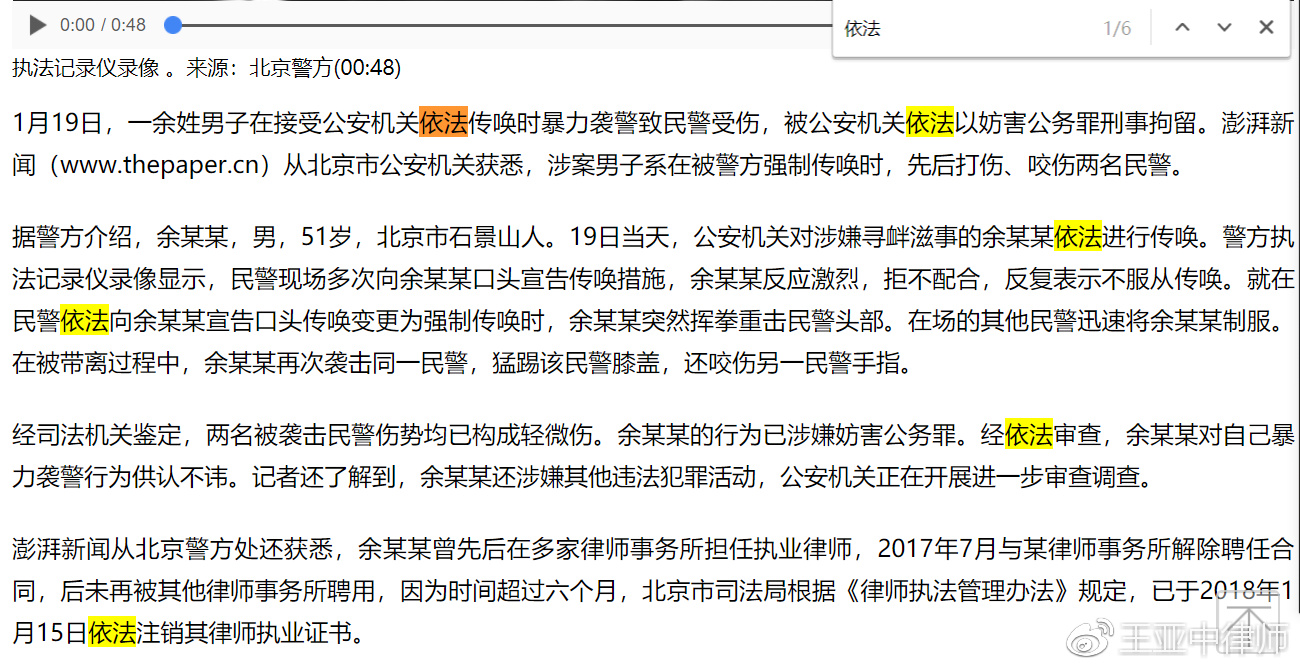 0:00 / 0:48
依法
1/6
执法记录仪录像 。来源：北京警方(00:48)
1月19日，一余姓男子在接受公安机关依法传唤时暴力袭警致民警受伤，被公安机关依法以妨害公务罪刑事拘留。澎湃新
闻（www.thepaper.cn）从北京市公安机关获悉，涉案男子系在被警方强制传唤时，先后打伤、咬伤两名民警。
据警方介绍，余某某，男，51岁，北京市石景山人。19日当天，公安机关对涉嫌寻衅滋事的余某某依法进行传唤。警方执
法记录仪录像显示，民警现场多次向余某某口头宣告传唤措施，余某某反应激烈，拒不配合，反复表示不服从传唤。就在
民警依法向余某某宣告口头传唤变更为强制传唤时，余某某突然挥拳重击民警头部。在场的其他民警迅速将余某某制服。
在被带离过程中，余某某再次袭击同一民警，猛踢该民警膝盖，还咬伤另一民警手指。
经司法机关鉴定，两名被袭击民警伤势均已构成轻微伤。余某某的行为已涉嫌妨害公务罪。经依法审查，余某某对自己暴
力袭警行为供认不讳。记者还了解到，余某某还涉嫌其他违法犯罪活动，公安机关正在开展进一步审查调查。
澎湃新闻从北京警方处还获悉，余某某曾先后在多家律师事务所担任执业律师，2017年7月与某律师事务所解除聘任合
同，后未再被其他律师事务所聘用，因为时间超过六个月，北京市司法局根据《律师执法管理办法》规定，已于2018年1
月15日依法注销其律师执业证书。
王亚中律师